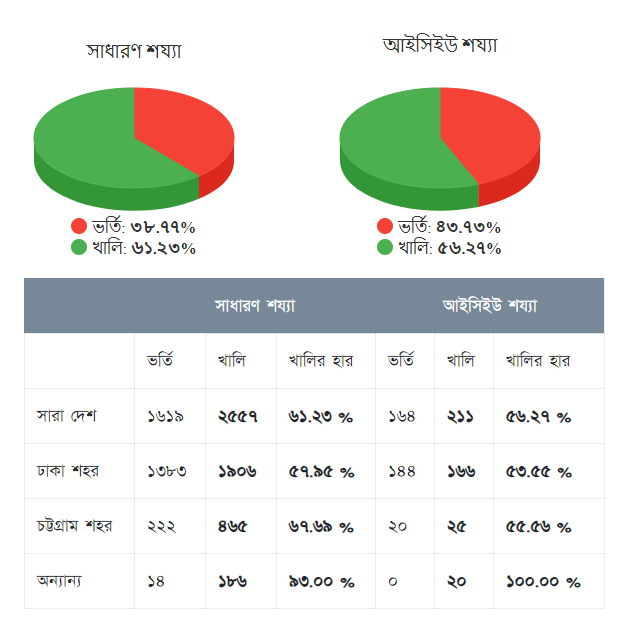 সাধারণ শয্যা
আইসিইউ শয্যা
ভর্তি: ৩৮.৭৭%
খালি: ৬১.২৩%
ভর্তি: ৪৩.৭৩%
খালি: ৫৬.২৭%
সাধারণ শয্যা আইসিইউ শয্যা
ভর্তি খালি খালির হার ভর্তি খালি খালির হার
সারা দেশ ১৬১৯ ২৫৫৭ ৬১.২৩ % ১৬৪ ২১১ ৫৬.২৭ %
ঢাকা শহর ১৩৮৩ ১৯০৬ ৫৭.৯৫ % ১৪৪ ১৬৬ ৫৩.৫৫ %
চট্টগ্রাম শহর ২২২ ৪৬৫ ৬৭.৬৯ % ২০ ২৫ ৫৫.৫৬ %
অন্যান্য ১৪ ১৮৬ ৯৩.০০ % ০ ২০ ১০০.০০ %